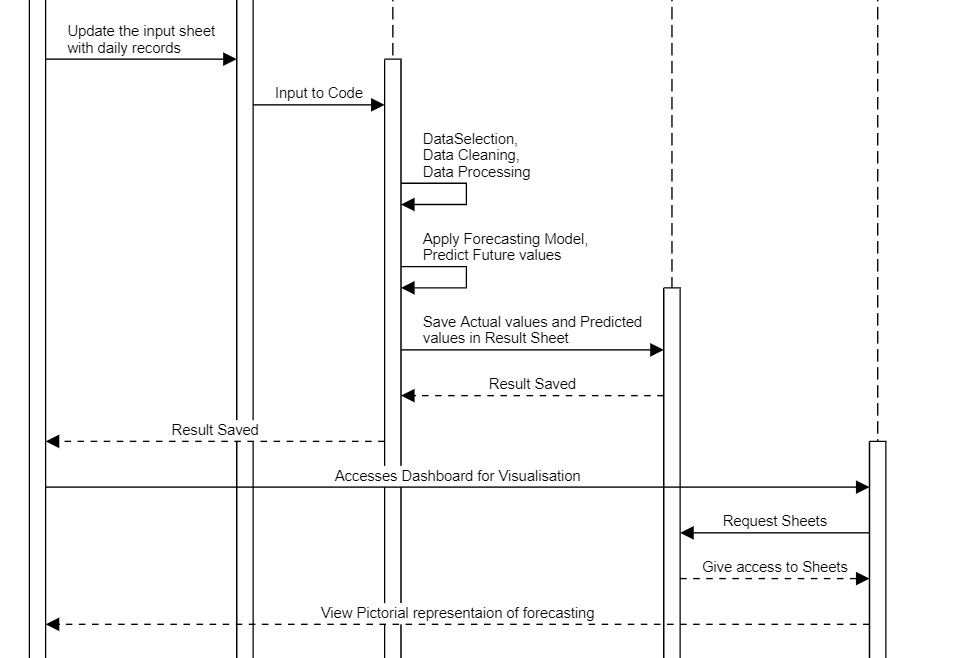 Update the input sheet
with daily records
Input to Code
DataSelection,
Data Cleaning,
Data Processing
Apply Forecasting Model,
Predict Future values
Save Actual values and Predicted
values in Result Sheet
Result Saved
Result Saved
Accesses Dashboard for Visualisation
Request Sheets
Give access to Sheets
View Pictorial representaion of forecasting